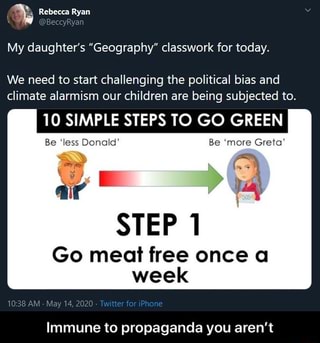 Rebecca Ryan
@BeccyRyan
My daughter's "Geography" classwork for today.
We need to start challenging the political bias and
climate alarmism our children are being subjected to.
10 SIMPLE STEPS TO GO GREEN
Be 'less Donald'
Be 'more Greta'
STEP 1
Go meat free once a
week
10:38 AM · May 14, 2020 · Twitter for iPhone
Immune to propaganda you aren't